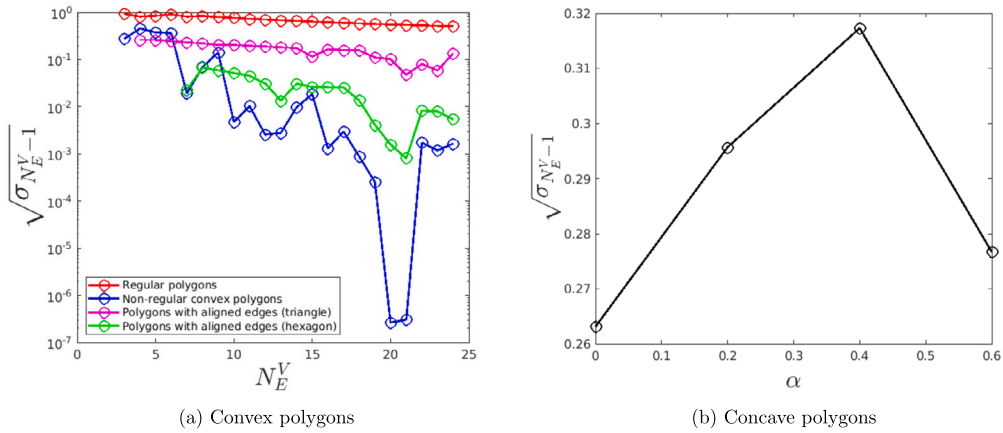 10^0
10^-1
10^-2
10^-3
10^-4
10^-5
10^-6
10^-7
√σ_{N_E^V-1}
Regular polygons
Non-regular convex polygons
Polygons with aligned edges (triangle)
Polygons with aligned edges (hexagon)
0 5 10 15 20 25
N_E^V
(a) Convex polygons
0.32
0.31
0.3
0.29
0.28
0.27
0.26
√σ_{N_E^V-1}
0 0.1 0.2 0.3 0.4 0.5 0.6
α
(b) Concave polygons